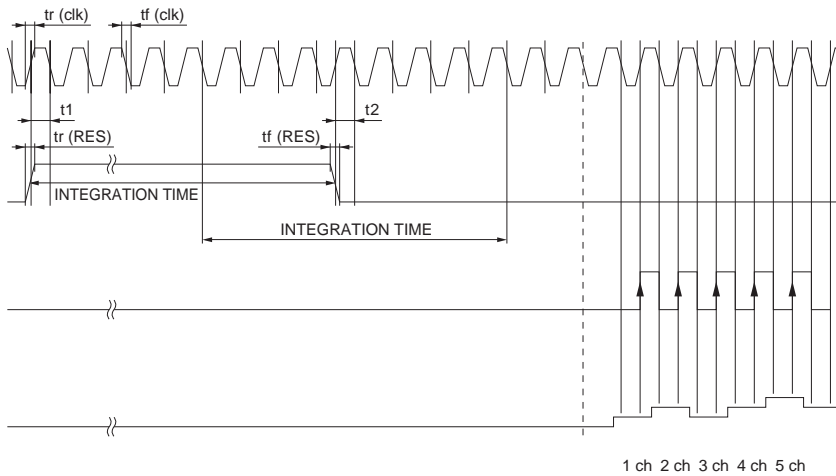 tr (clk) tf (clk)
t1 t2
tr (RES) tf (RES)
INTEGRATION TIME
INTEGRATION TIME
1 ch 2 ch 3 ch 4 ch 5 ch